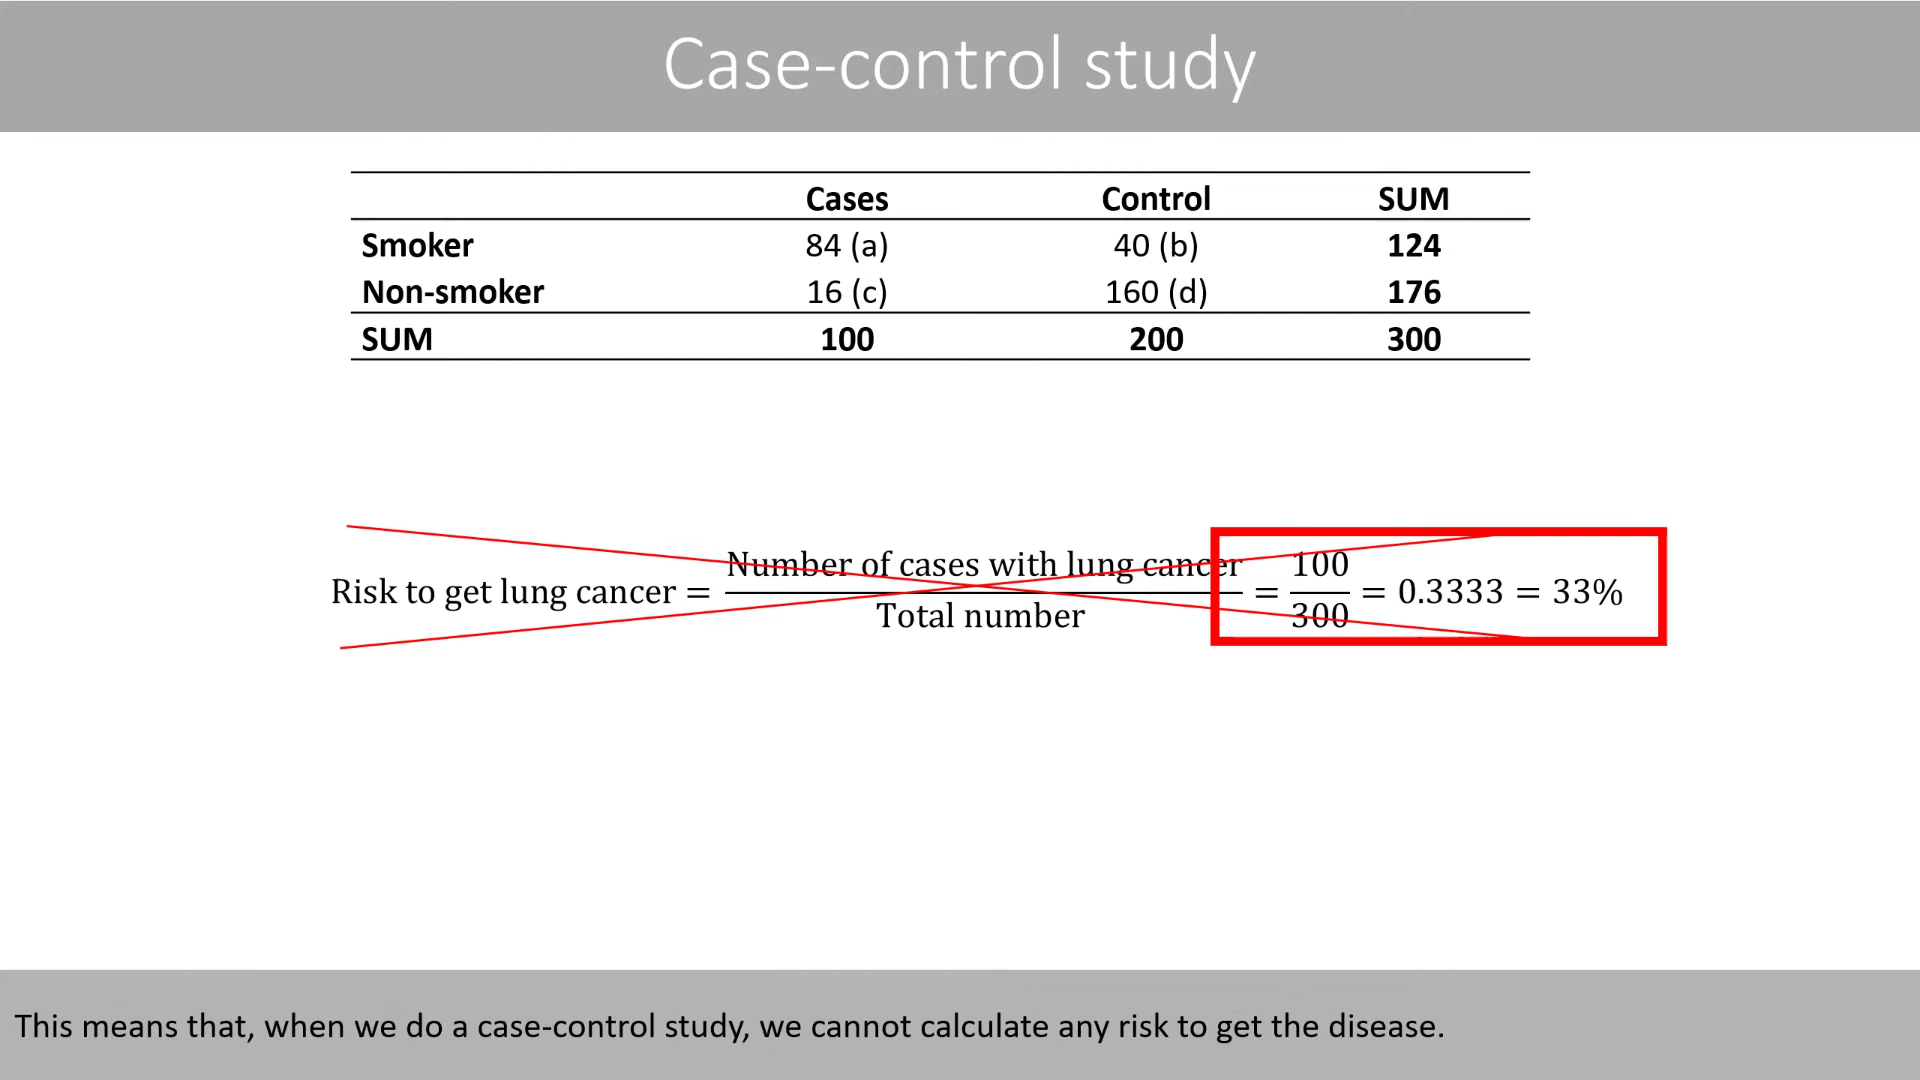 Case-control study
Cases Control SUM
Smoker 84 (a) 40 (b) 124
Non-smoker 16 (c) 160 (d) 176
SUM 100 200 300
Risk to get lung cancer = Number of cases with lung cancer / Total number = 100 / 300 = 0.3333 = 33%
This means that, when we do a case-control study, we cannot calculate any risk to get the disease.